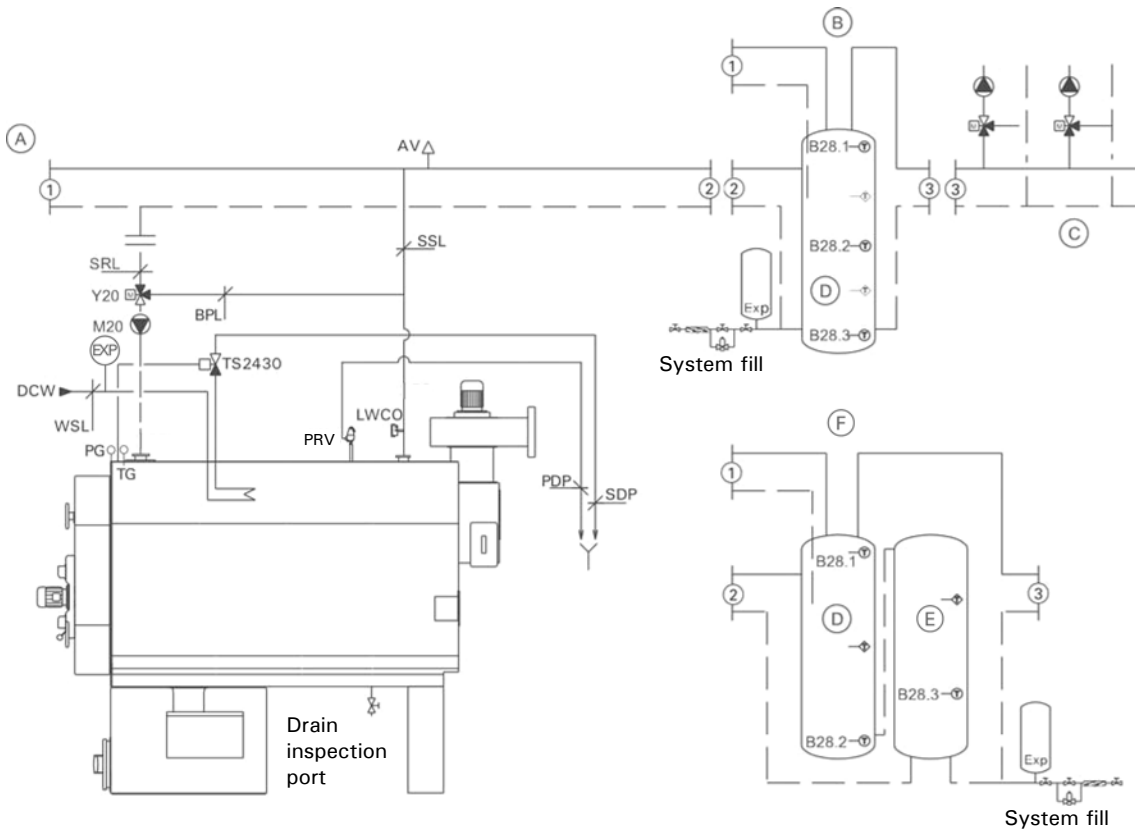 A
1
2
AV
SSL
SRL
Y20
M
BPL
M20
EXP
TS2430
DCW
WSL
LWCO
PRV
PG
TG
PDP
SDP
Drain
inspection
port
B
1
2
3
B28.1
T
T
B28.2
T
D
T
B28.3
T
Exp
System fill
3
M
M
C
F
1
2
3
B28.1
T
D
T
B28.2
T
E
T
B28.3
T
Exp
System fill